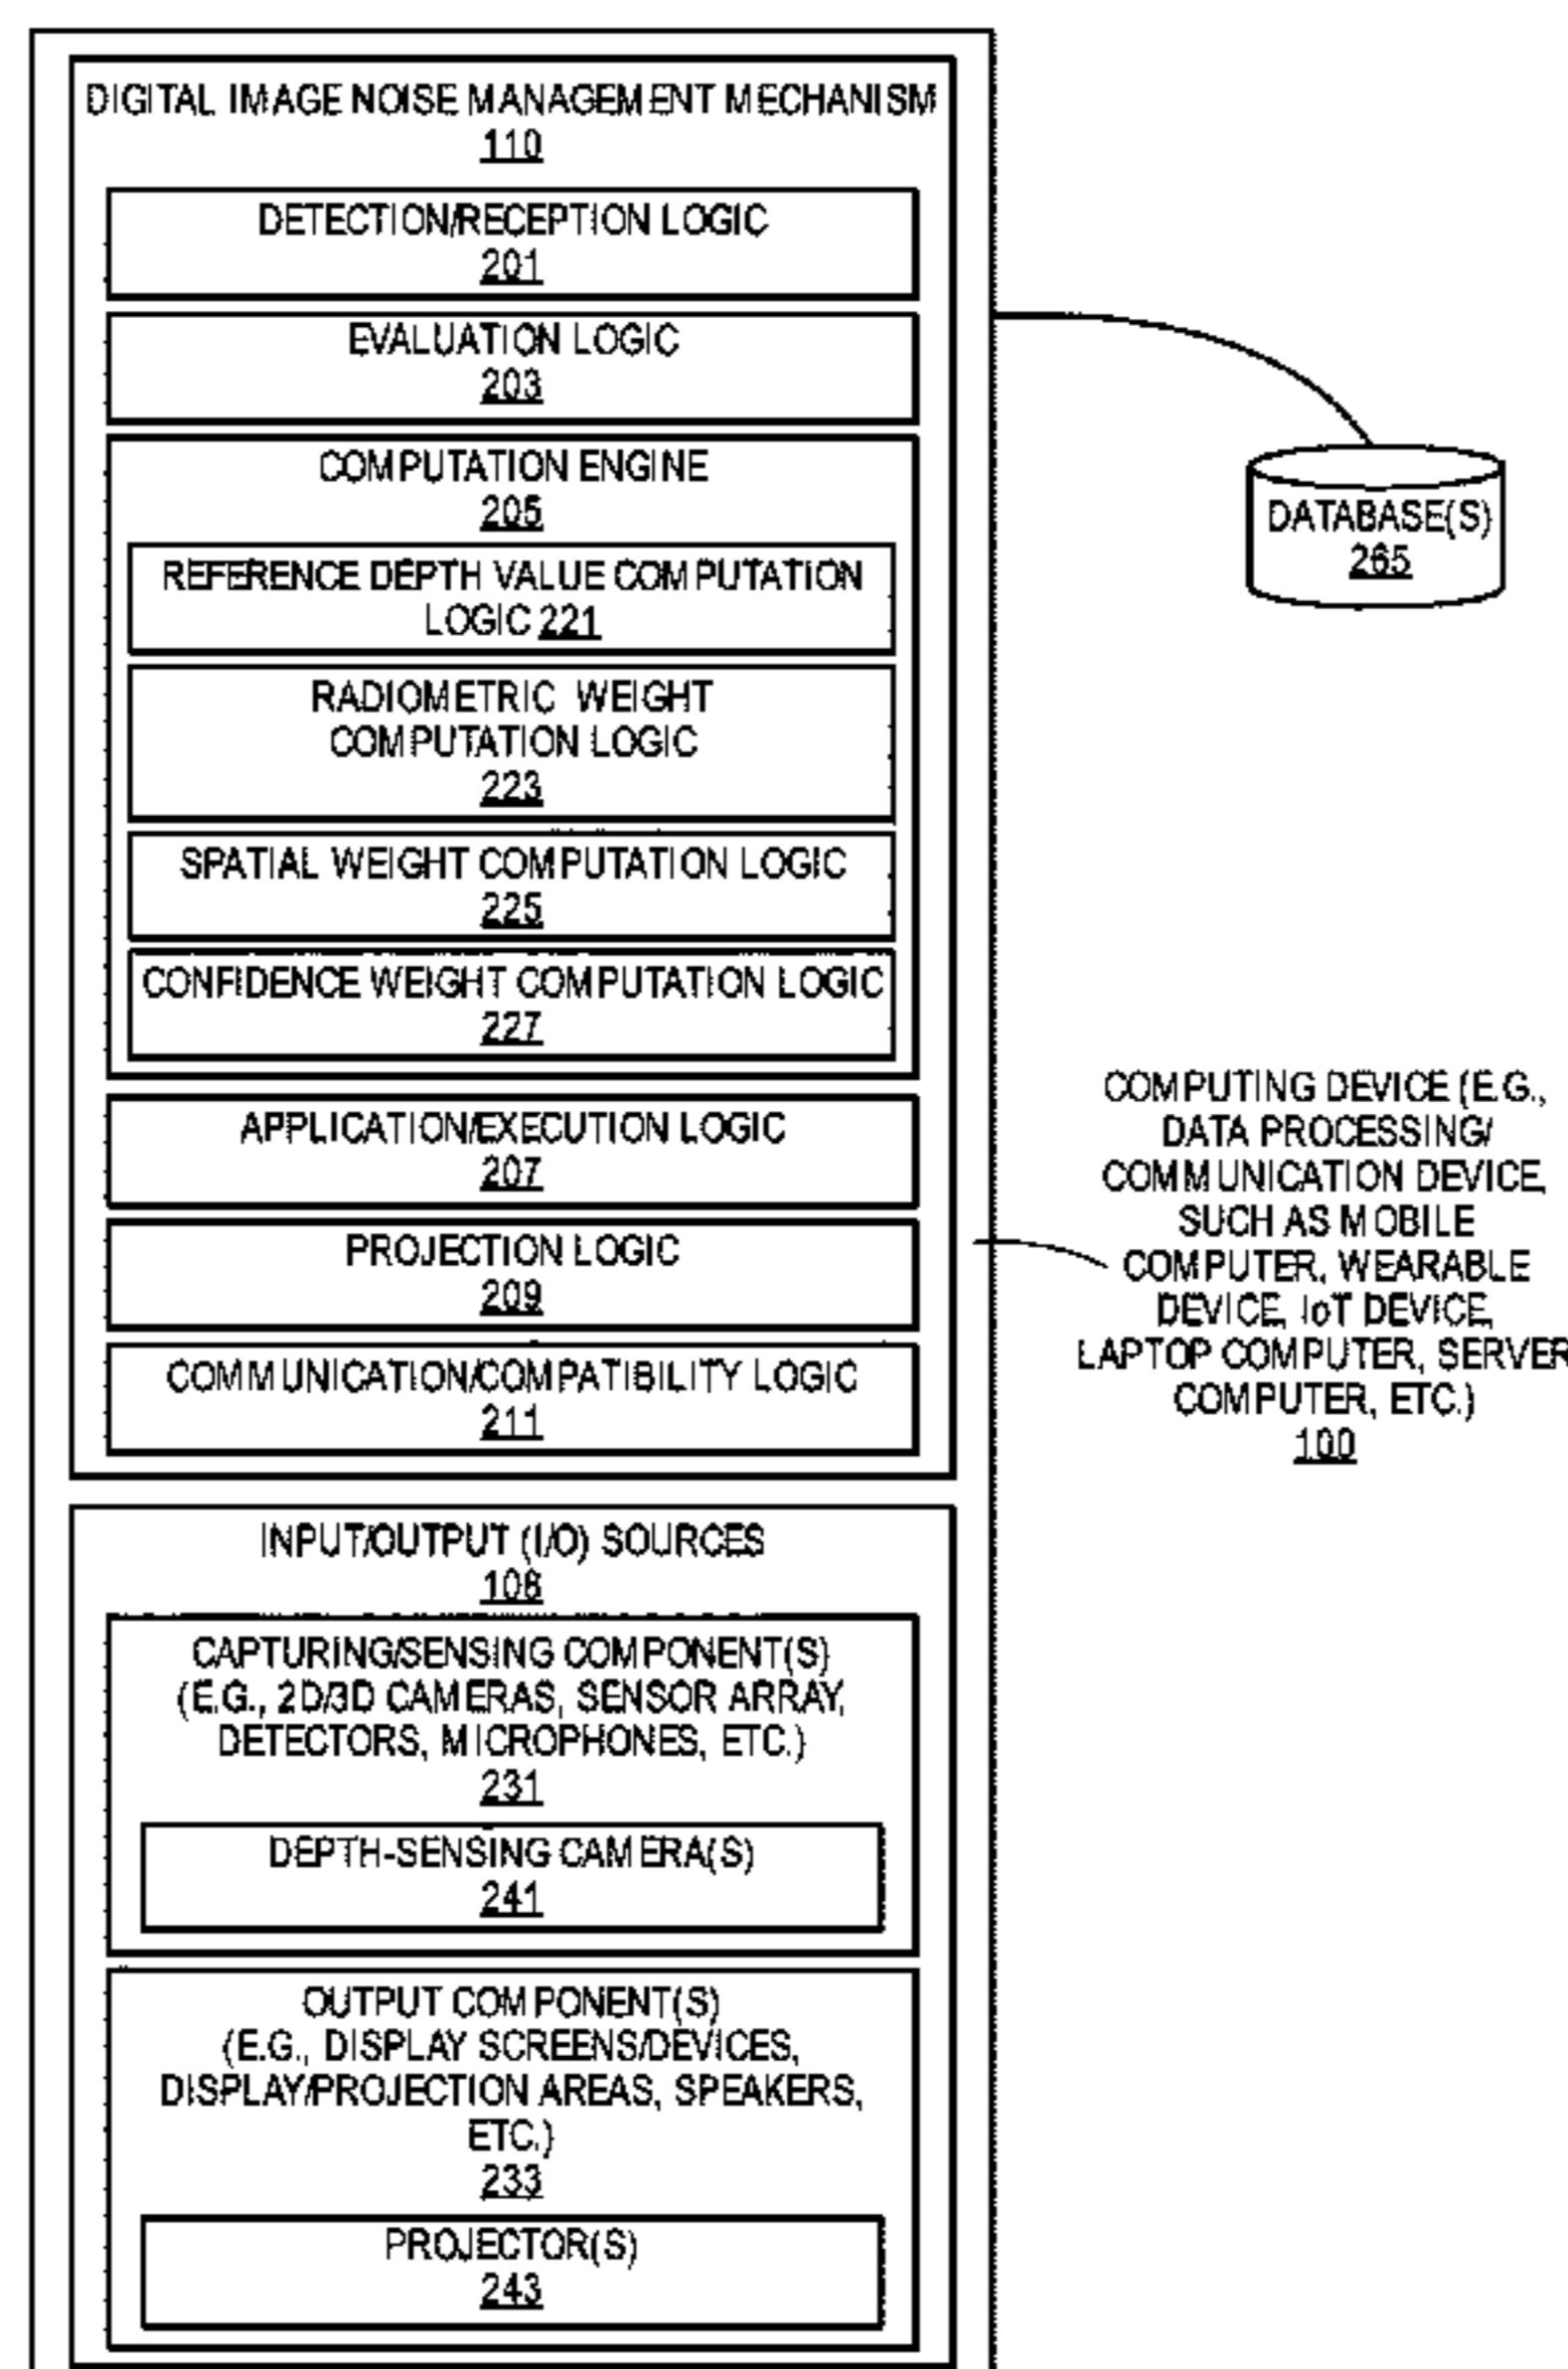 DIGITAL IMAGE NOISE MANAGEMENT MECHANISM
110
DETECTION/RECEPTION LOGIC
201
EVALUATION LOGIC
203
COMPUTATION ENGINE
205
REFERENCE DEPTH VALUE COMPUTATION
LOGIC 221
RADIOMETRIC WEIGHT
COMPUTATION LOGIC
223
SPATIAL WEIGHT COMPUTATION LOGIC
225
CONFIDENCE WEIGHT COMPUTATION LOGIC
227
APPLICATION/EXECUTION LOGIC
207
PROJECTION LOGIC
209
COMMUNICATION/COMPATIBILITY LOGIC
211
INPUT/OUTPUT (I/O) SOURCES
108
CAPTURING/SENSING COMPONENT(S)
(E.G., 2D/3D CAMERAS, SENSOR ARRAY,
DETECTORS, MICROPHONES, ETC.)
231
DEPTH-SENSING CAMERA(S)
241
OUTPUT COMPONENT(S)
(E.G., DISPLAY SCREENS/DEVICES,
DISPLAY/PROJECTION AREAS, SPEAKERS,
ETC.)
233
PROJECTOR(S)
243
DATABASE(S)
265
COMPUTING DEVICE (E.G.,
DATA PROCESSING/
COMMUNICATION DEVICE,
SUCH AS MOBILE
COMPUTER, WEARABLE
DEVICE, IoT DEVICE,
LAPTOP COMPUTER, SERVER
COMPUTER, ETC.)
100